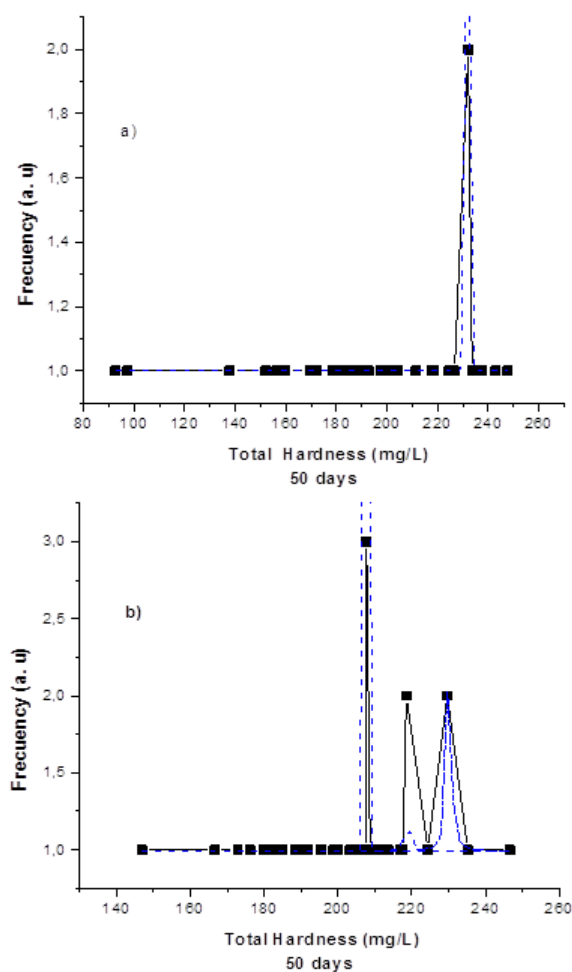 2,0
1,8
1,6
1,4
1,2
1,0
Frecuency (a. u)
a)
80 100 120 140 160 180 200 220 240 260
Total Hardness (mg/L)
50 days
3,0
2,5
2,0
1,5
1,0
Frecuency (a. u)
b)
140 160 180 200 220 240 260
Total Hardness (mg/L)
50 days